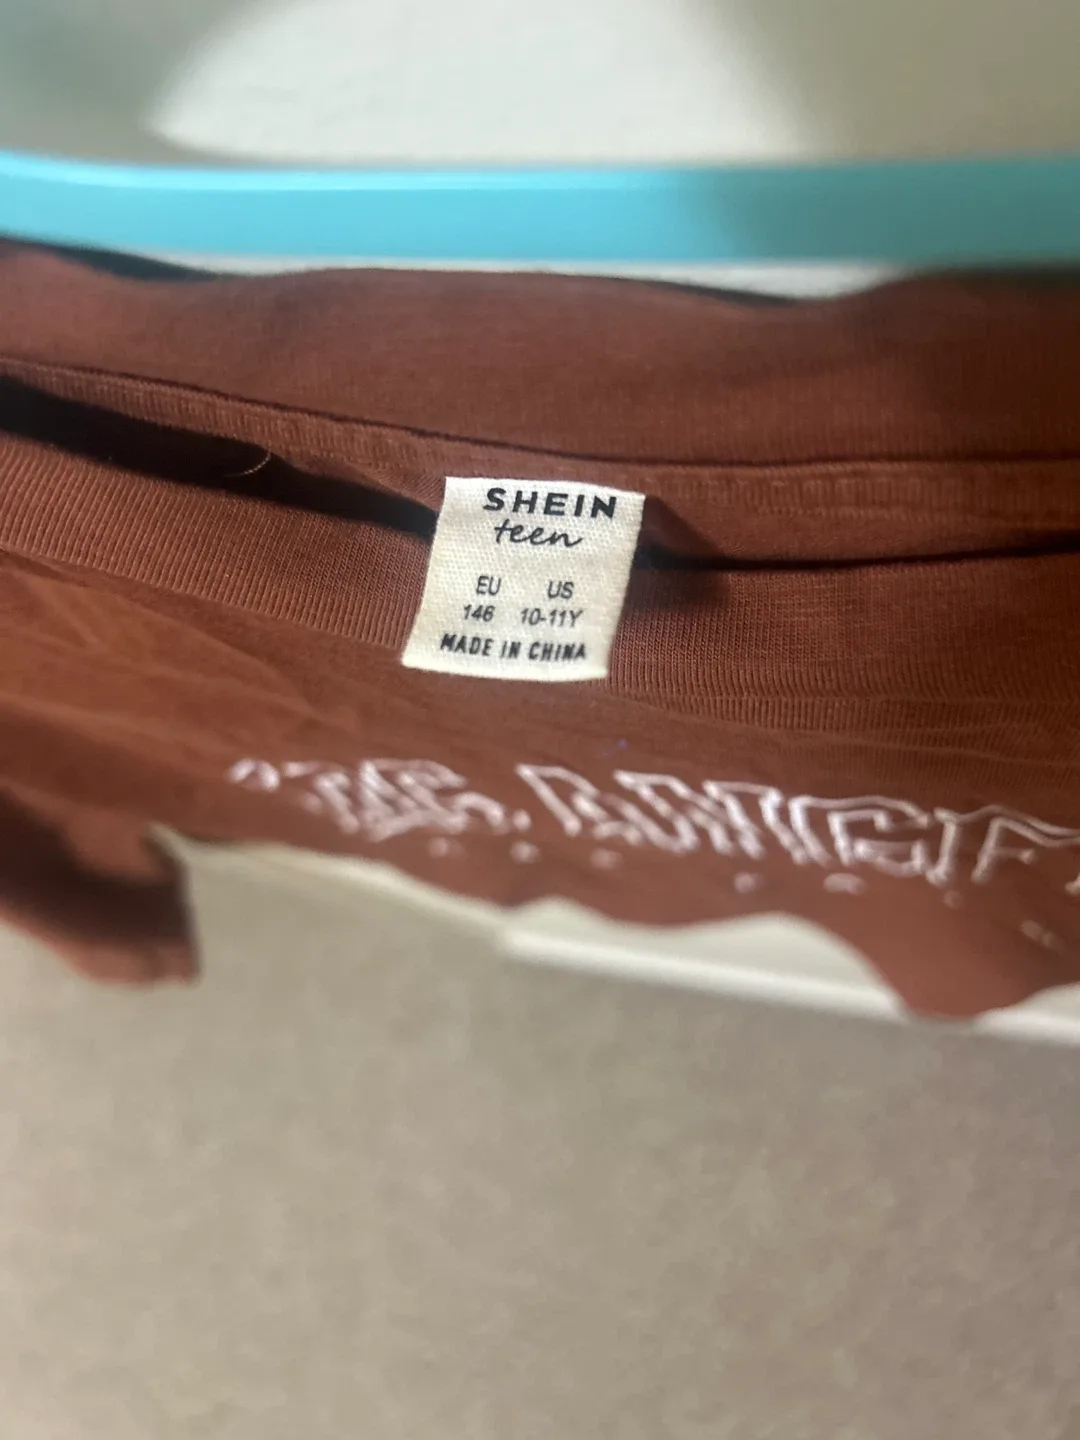 SHEIN
teen
EU US
146 10-11Y
MADE IN CHINA